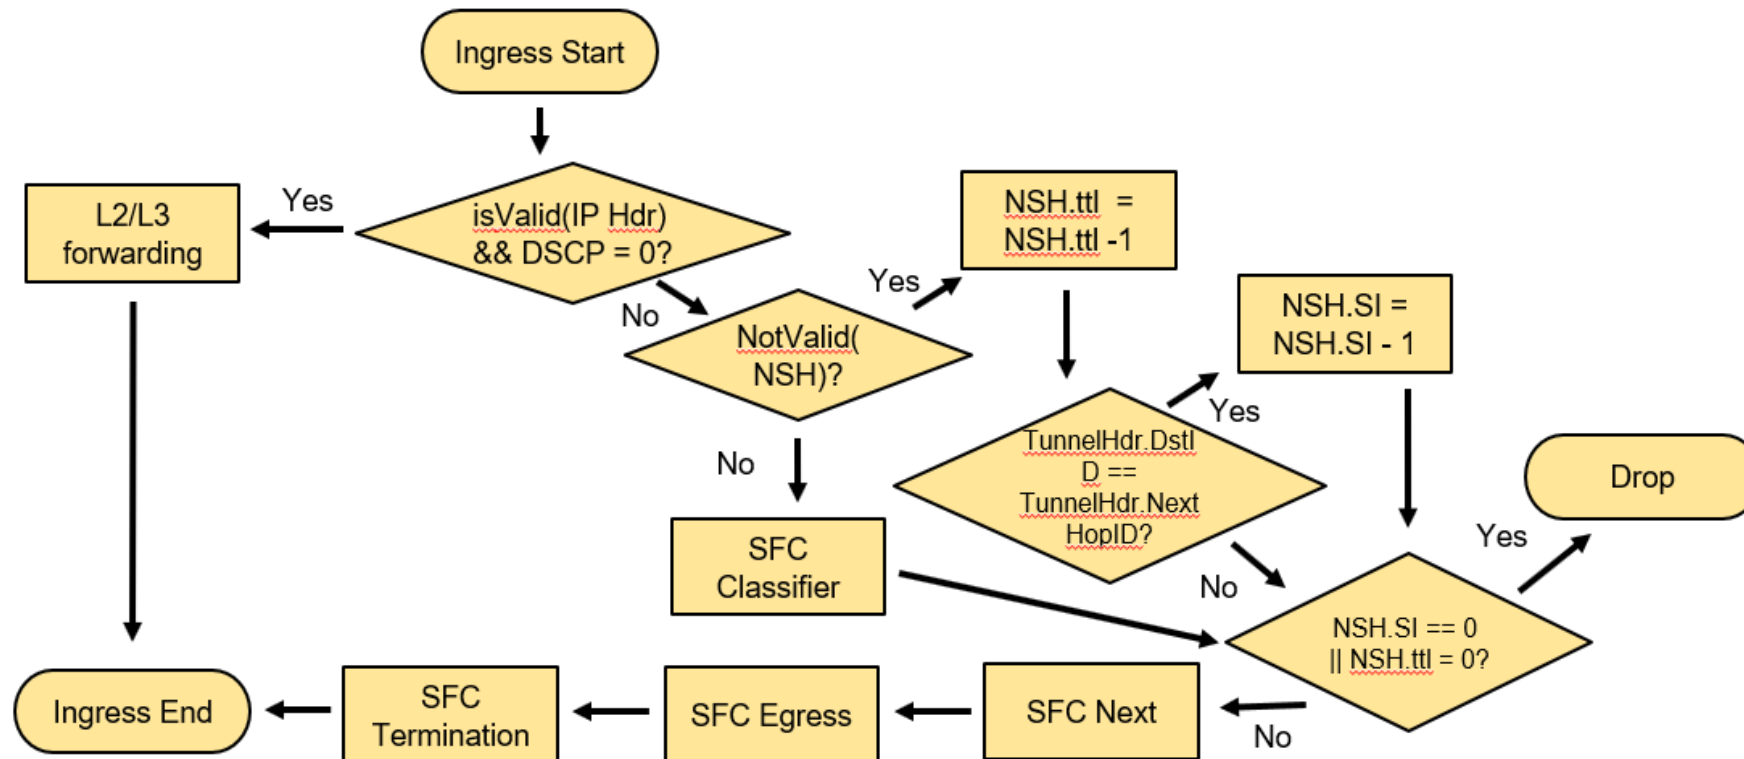 Ingress Start
L2/L3
forwarding
Yes
isValid(IP Hdr)
&& DSCP = 0?
No
NotValid(
NSH)?
Yes
NSH.ttl =
NSH.ttl -1
NSH.SI =
NSH.SI - 1
Yes
TunnelHdr.DstI
D ==
TunnelHdr.Next
HopID?
No
No
SFC
Classifier
Drop
Yes
NSH.SI == 0
|| NSH.ttl = 0?
No
SFC Next
SFC Egress
SFC
Termination
Ingress End